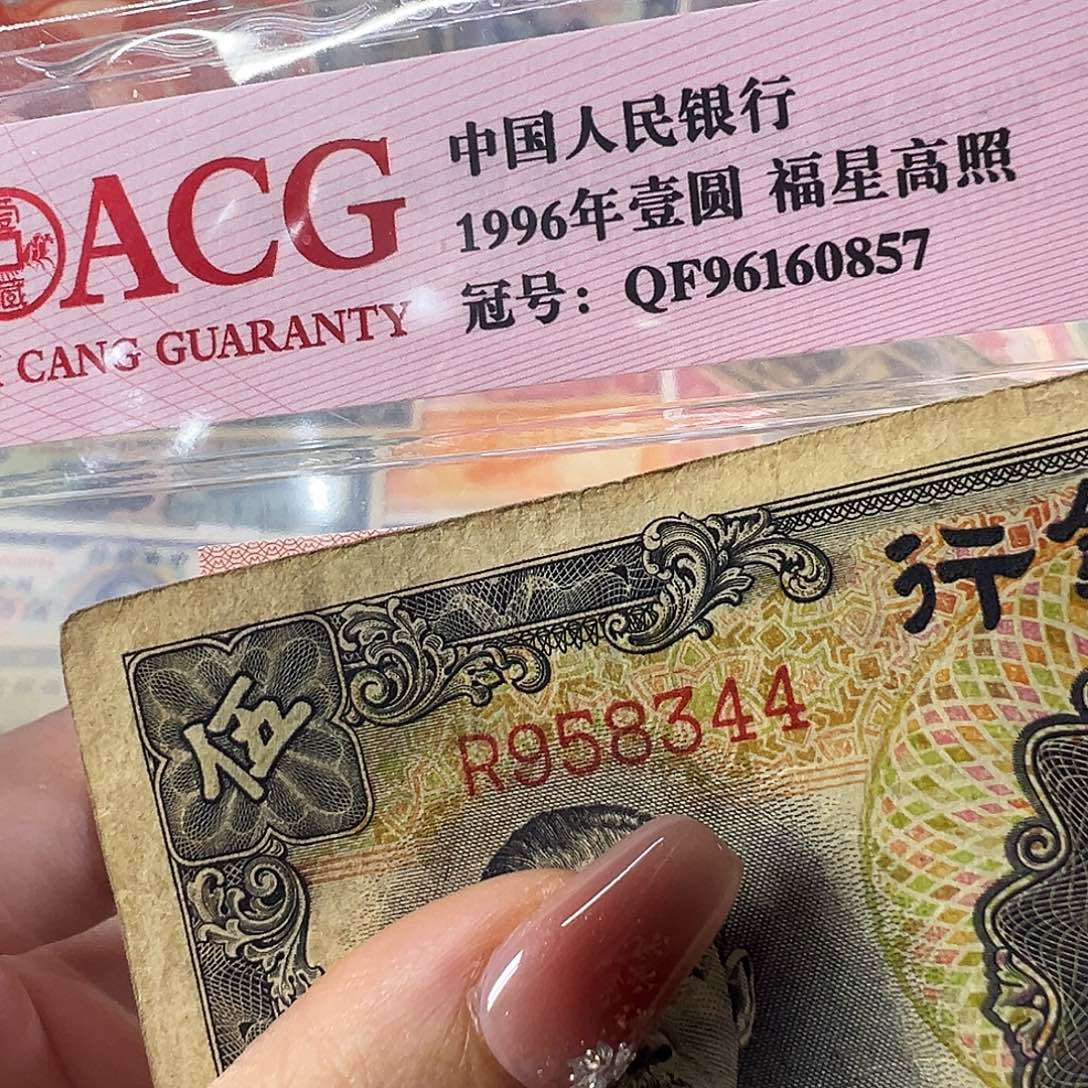 ACG
CANG GUARANTY
中国人民银行
1996年壹圆 福星高照
冠号：QF96160857
行
伍
R958344